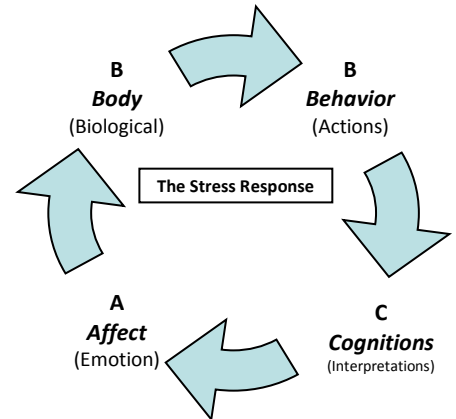 B
Body
(Biological)
B
Behavior
(Actions)
The Stress Response
A
Affect
(Emotion)
C
Cognitions
(Interpretations)